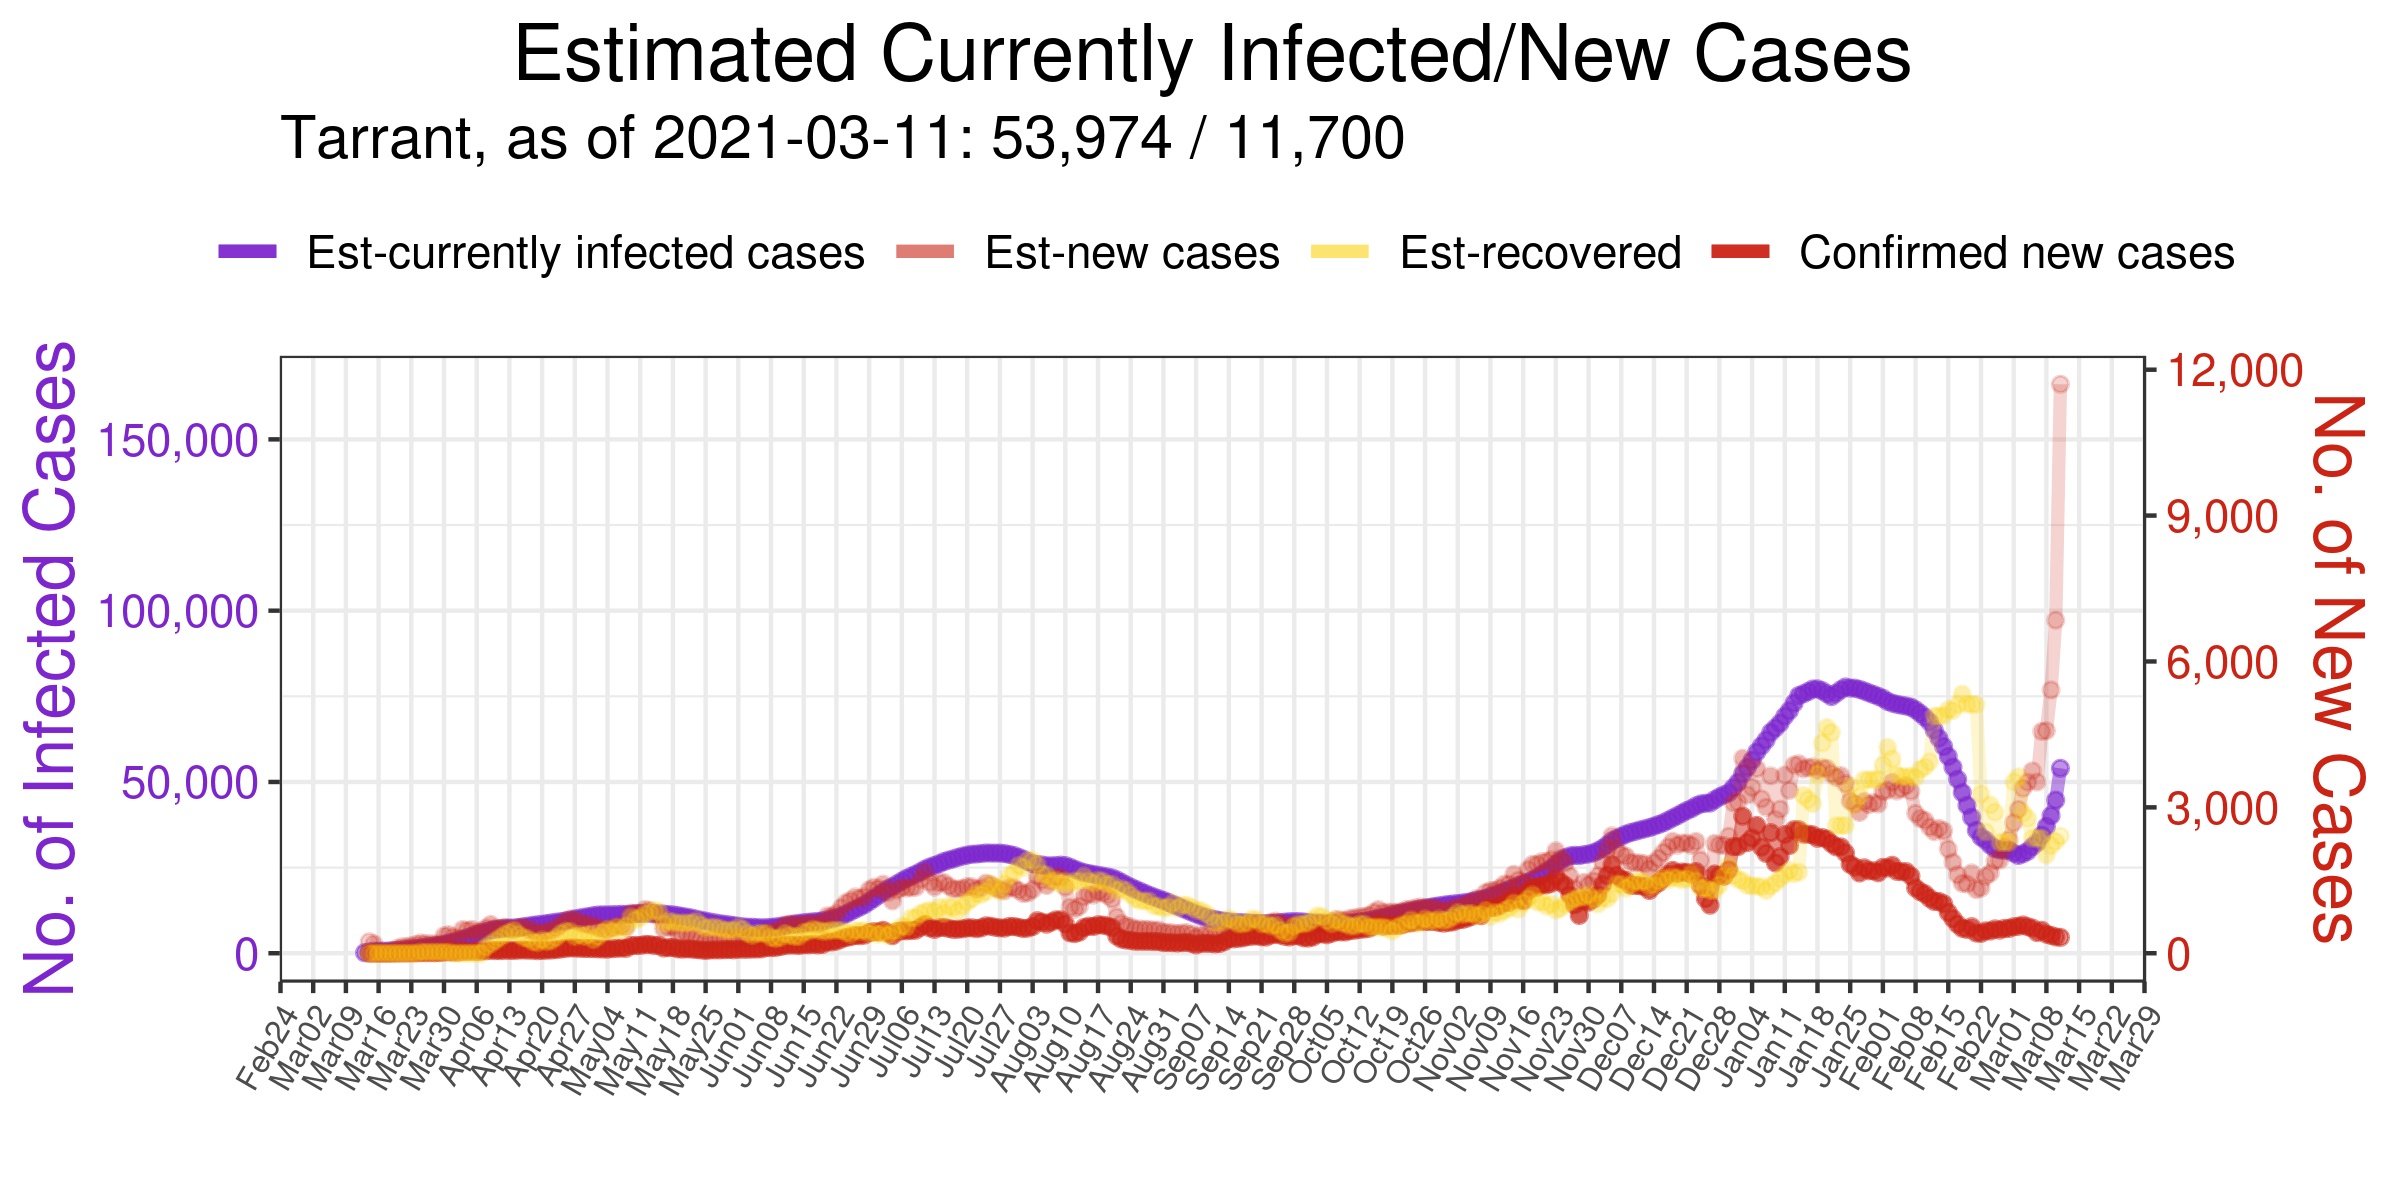 Estimated Currently Infected/New Cases
Tarrant, as of 2021-03-11: 53,974 / 11,700
Est-currently infected cases
Est-new cases
Est-recovered
Confirmed new cases
No. of Infected Cases
150,000
100,000
50,000
0
12,000
9,000
6,000
3,000
0
No. of New Cases
Feb24
Mar02
Mar09
Mar16
Mar23
Mar30
Apr06
Apr13
Apr20
Apr27
May04
May11
May18
May25
Jun01
Jun08
Jun15
Jun22
Jun29
Jul06
Jul13
Jul20
Jul27
Aug03
Aug10
Aug17
Aug24
Aug31
Sep07
Sep14
Sep21
Sep28
Oct05
Oct12
Oct19
Oct26
Nov02
Nov09
Nov16
Nov23
Nov30
Dec07
Dec14
Dec21
Dec28
Jan04
Jan11
Jan18
Jan25
Feb01
Feb08
Feb15
Feb22
Mar01
Mar08
Mar15
Mar22
Mar29